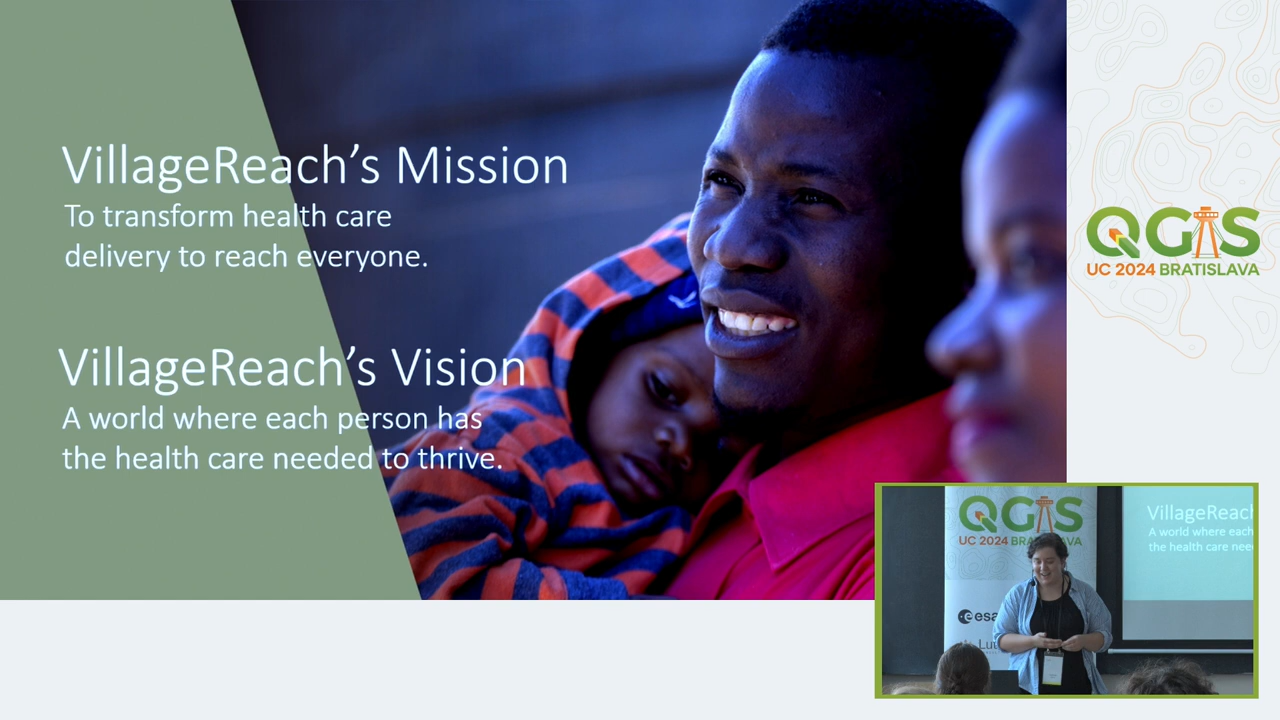 VillageReach’s Mission
To transform health care
delivery to reach everyone.
VillageReach’s Vision
A world where each person has
the health care needed to thrive.
QGIS
UC 2024 BRATISLAVA
QGIS
UC 2024 BRATISLAVA
esa
VillageReach
A world where each
the health care